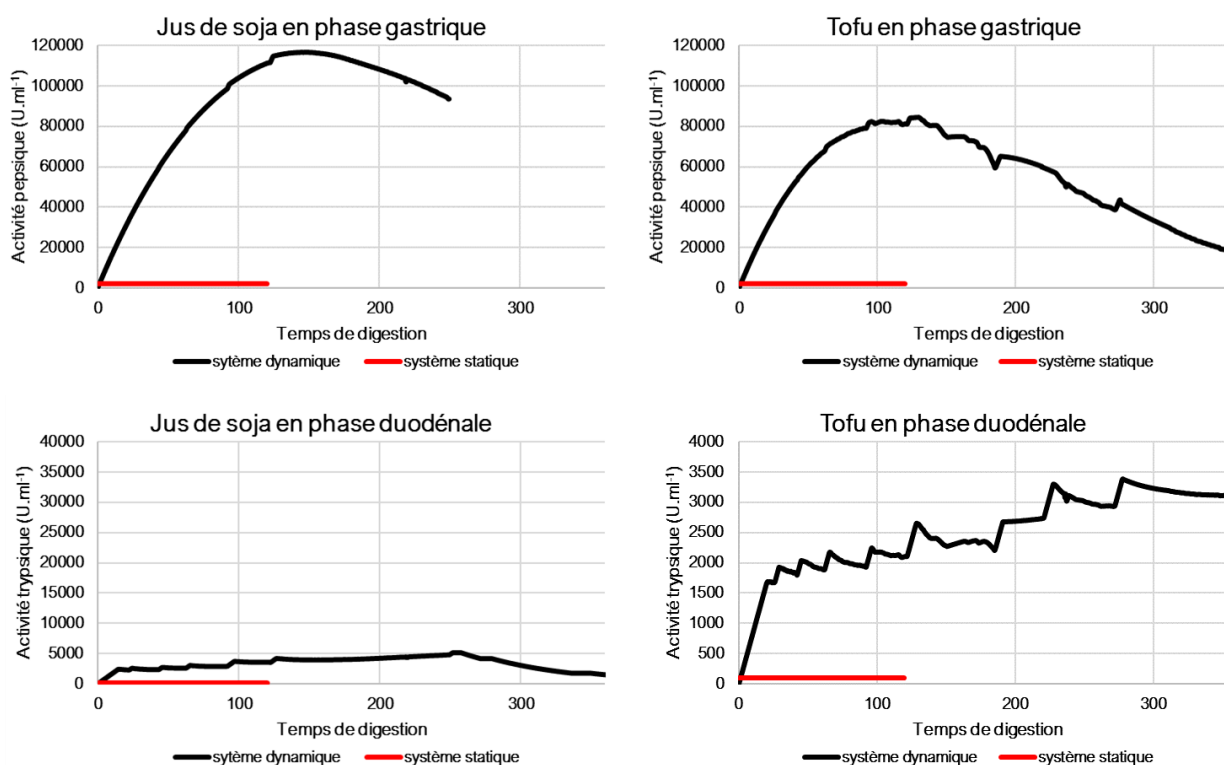 Jus de soja en phase gastrique
Activité pepsique (U.ml⁻¹)
120000
100000
80000
60000
40000
20000
0
0 100 200 300
Temps de digestion
sytème dynamique système statique
Tofu en phase gastrique
Activité pepsique (U.ml⁻¹)
120000
100000
80000
60000
40000
20000
0
0 100 200 300
Temps de digestion
sytème dynamique système statique
Jus de soja en phase duodénale
Activité trypsique (U.ml⁻¹)
40000
35000
30000
25000
20000
15000
10000
5000
0
0 100 200 300
Temps de digestion
sytème dynamique système statique
Tofu en phase duodénale
Activité trypsique (U.ml⁻¹)
4000
3500
3000
2500
2000
1500
1000
500
0
0 100 200 300
Temps de digestion
sytème dynamique système statique